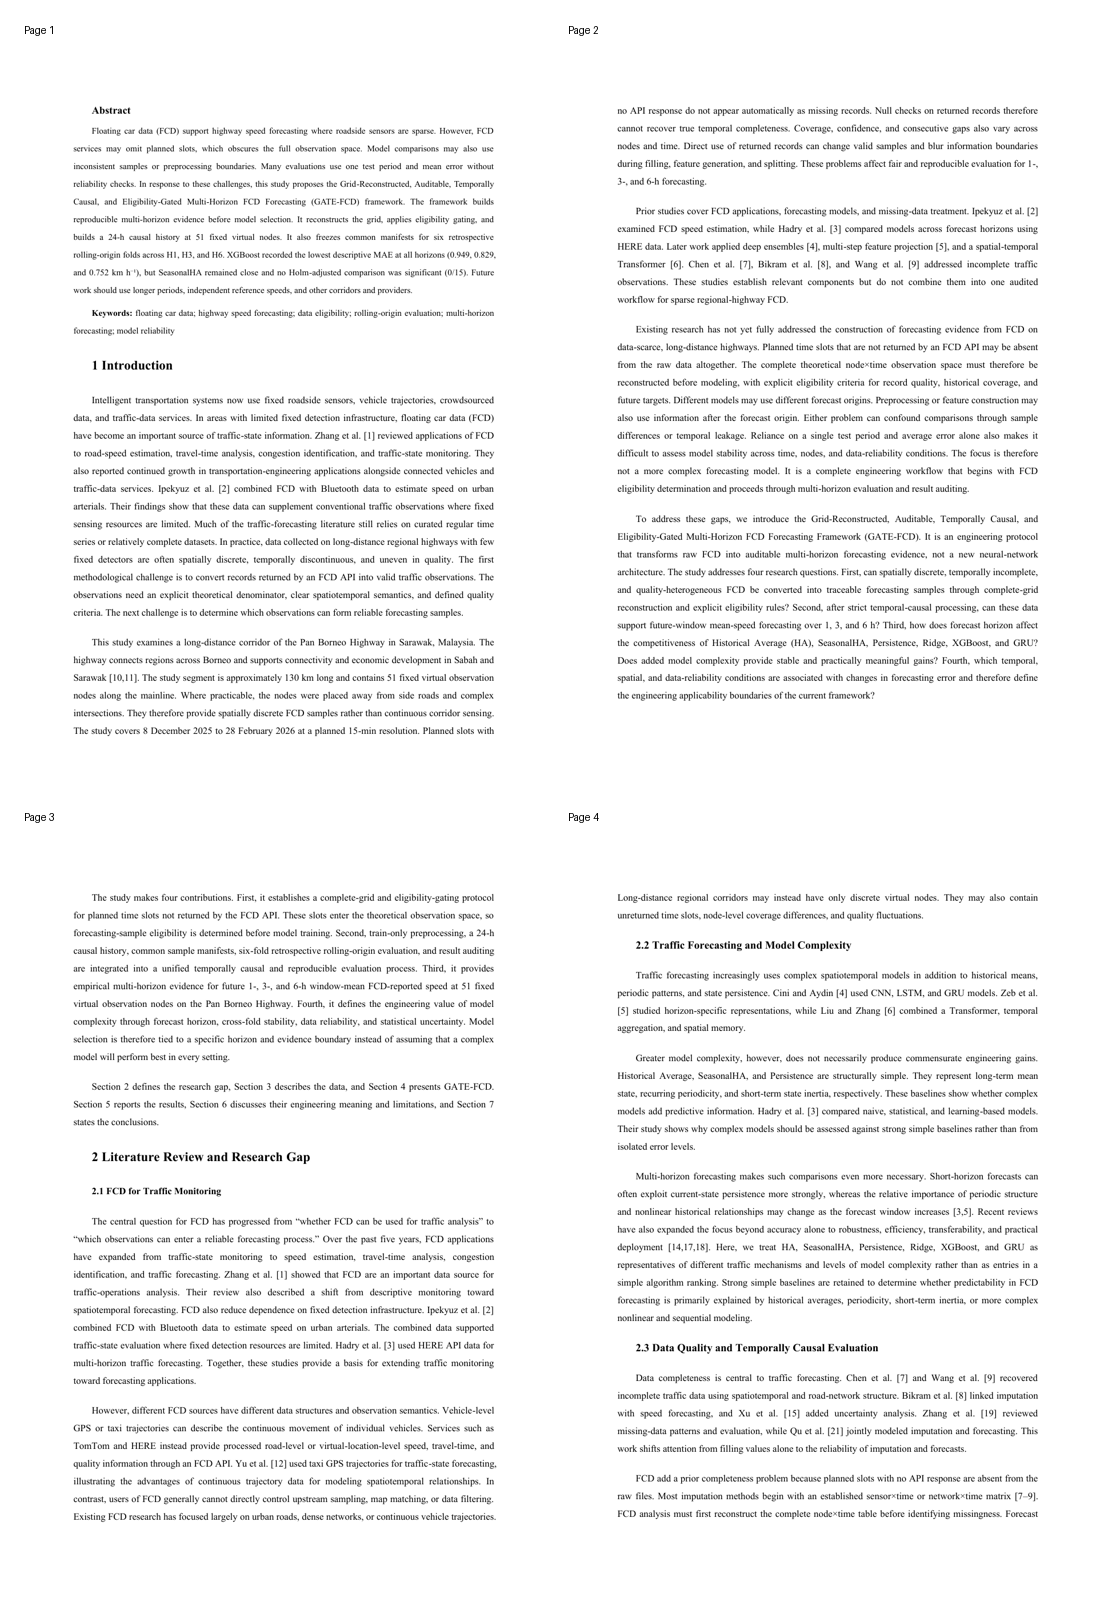 Page 1
Abstract
Floating car data (FCD) support highway speed forecasting where roadside sensors are sparse. However, FCD
services may omit planned slots, which obscures the full observation space. Model comparisons may also use
inconsistent samples or preprocessing boundaries. Many evaluations use one test period and mean error without
reliability checks. In response to these challenges, this study proposes the Grid-Reconstructed, Auditable, Temporally
Causal, and Eligibility-Gated Multi-Horizon FCD Forecasting (GATE-FCD) framework. The framework builds
reproducible multi-horizon evidence before model selection. It reconstructs the grid, applies eligibility gating, and
builds a 24-h causal history at 51 fixed virtual nodes. It also freezes common manifests for six retrospective
rolling-origin folds across H1, H3, and H6. XGBoost recorded the lowest descriptive MAE at all horizons (0.949, 0.829,
and 0.752 km h⁻¹), but SeasonalHA remained close and no Holm-adjusted comparison was significant (0/15). Future
work should use longer periods, independent reference speeds, and other corridors and providers.
Keywords: floating car data; highway speed forecasting; data eligibility; rolling-origin evaluation; multi-horizon
forecasting; model reliability
1 Introduction
Intelligent transportation systems now use fixed roadside sensors, vehicle trajectories, crowdsourced
data, and traffic-data services. In areas with limited fixed detection infrastructure, floating car data (FCD)
have become an important source of traffic-state information. Zhang et al. [1] reviewed applications of FCD
to road-speed estimation, travel-time analysis, congestion identification, and traffic-state monitoring. They
also reported continued growth in transportation-engineering applications alongside connected vehicles and
traffic-data services. Ipekyuz et al. [2] combined FCD with Bluetooth data to estimate speed on urban
arterials. Their findings show that these data can supplement conventional traffic observations where fixed
sensing resources are limited. Much of the traffic-forecasting literature still relies on curated regular time
series or relatively complete datasets. In practice, data collected on long-distance regional highways with few
fixed detectors are often spatially discrete, temporally discontinuous, and uneven in quality. The first
methodological challenge is to convert records returned by an FCD API into valid traffic observations. The
observations need an explicit theoretical denominator, clear spatiotemporal semantics, and defined quality
criteria. The next challenge is to determine which observations can form reliable forecasting samples.
This study examines a long-distance corridor of the Pan Borneo Highway in Sarawak, Malaysia. The
highway connects regions across Borneo and supports connectivity and economic development in Sabah and
Sarawak [10,11]. The study segment is approximately 130 km long and contains 51 fixed virtual observation
nodes along the mainline. Where practicable, the nodes were placed away from side roads and complex
intersections. They therefore provide spatially discrete FCD samples rather than continuous corridor sensing.
The study covers 8 December 2025 to 28 February 2026 at a planned 15-min resolution. Planned slots with
Page 2
no API response do not appear automatically as missing records. Null checks on returned records therefore
cannot recover true temporal completeness. Coverage, confidence, and consecutive gaps also vary across
nodes and time. Direct use of returned records can change valid samples and blur information boundaries
during filling, feature generation, and splitting. These problems affect fair and reproducible evaluation for 1-,
3-, and 6-h forecasting.
Prior studies cover FCD applications, forecasting models, and missing-data treatment. Ipekyuz et al. [2]
examined FCD speed estimation, while Hadry et al. [3] compared models across forecast horizons using
HERE data. Later work applied deep ensembles [4], multi-step feature projection [5], and a spatial-temporal
Transformer [6]. Chen et al. [7], Bikram et al. [8], and Wang et al. [9] addressed incomplete traffic
observations. These studies establish relevant components but do not combine them into one audited
workflow for sparse regional-highway FCD.
Existing research has not yet fully addressed the construction of forecasting evidence from FCD on
data-scarce, long-distance highways. Planned time slots that are not returned by an FCD API may be absent
from the raw data altogether. The complete theoretical node×time observation space must therefore be
reconstructed before modeling, with explicit eligibility criteria for record quality, historical coverage, and
future targets. Different models may use different forecast origins. Preprocessing or feature construction may
also use information after the forecast origin. Either problem can confound comparisons through sample
differences or temporal leakage. Reliance on a single test period and average error alone also makes it
difficult to assess model stability across time, nodes, and data-reliability conditions. The focus is therefore
not a more complex forecasting model. It is a complete engineering workflow that begins with FCD
eligibility determination and proceeds through multi-horizon evaluation and result auditing.
To address these gaps, we introduce the Grid-Reconstructed, Auditable, Temporally Causal, and
Eligibility-Gated Multi-Horizon FCD Forecasting Framework (GATE-FCD). It is an engineering protocol
that transforms raw FCD into auditable multi-horizon forecasting evidence, not a new neural-network
architecture. The study addresses four research questions. First, can spatially discrete, temporally incomplete,
and quality-heterogeneous FCD be converted into traceable forecasting samples through complete-grid
reconstruction and explicit eligibility rules? Second, after strict temporal-causal processing, can these data
support future-window mean-speed forecasting over 1, 3, and 6 h? Third, how does forecast horizon affect
the competitiveness of Historical Average (HA), SeasonalHA, Persistence, Ridge, XGBoost, and GRU?
Does added model complexity provide stable and practically meaningful gains? Fourth, which temporal,
spatial, and data-reliability conditions are associated with changes in forecasting error and therefore define
the engineering applicability boundaries of the current framework?
Page 3
The study makes four contributions. First, it establishes a complete-grid and eligibility-gating protocol
for planned time slots not returned by the FCD API. These slots enter the theoretical observation space, so
forecasting-sample eligibility is determined before model training. Second, train-only preprocessing, a 24-h
causal history, common sample manifests, six-fold retrospective rolling-origin evaluation, and result auditing
are integrated into a unified temporally causal and reproducible evaluation process. Third, it provides
empirical multi-horizon evidence for future 1-, 3-, and 6-h window-mean FCD-reported speed at 51 fixed
virtual observation nodes on the Pan Borneo Highway. Fourth, it defines the engineering value of model
complexity through forecast horizon, cross-fold stability, data reliability, and statistical uncertainty. Model
selection is therefore tied to a specific horizon and evidence boundary instead of assuming that a complex
model will perform best in every setting.
Section 2 defines the research gap, Section 3 describes the data, and Section 4 presents GATE-FCD.
Section 5 reports the results, Section 6 discusses their engineering meaning and limitations, and Section 7
states the conclusions.
2 Literature Review and Research Gap
2.1 FCD for Traffic Monitoring
The central question for FCD has progressed from “whether FCD can be used for traffic analysis” to
“which observations can enter a reliable forecasting process.” Over the past five years, FCD applications
have expanded from traffic-state monitoring to speed estimation, travel-time analysis, congestion
identification, and traffic forecasting. Zhang et al. [1] showed that FCD are an important data source for
traffic-operations analysis. Their review also described a shift from descriptive monitoring toward
spatiotemporal forecasting. FCD also reduce dependence on fixed detection infrastructure. Ipekyuz et al. [2]
combined FCD with Bluetooth data to estimate speed on urban arterials. The combined data supported
traffic-state evaluation where fixed detection resources are limited. Hadry et al. [3] used HERE API data for
multi-horizon traffic forecasting. Together, these studies provide a basis for extending traffic monitoring
toward forecasting applications.
However, different FCD sources have different data structures and observation semantics. Vehicle-level
GPS or taxi trajectories can describe the continuous movement of individual vehicles. Services such as
TomTom and HERE instead provide processed road-level or virtual-location-level speed, travel-time, and
quality information through an FCD API. Yu et al. [12] used taxi GPS trajectories for traffic-state forecasting,
illustrating the advantages of continuous trajectory data for modeling spatiotemporal relationships. In
contrast, users of FCD generally cannot directly control upstream sampling, map matching, or data filtering.
Existing FCD research has focused largely on urban roads, dense networks, or continuous vehicle trajectories.
Page 4
Long-distance regional corridors may instead have only discrete virtual nodes. They may also contain
unreturned time slots, node-level coverage differences, and quality fluctuations.
2.2 Traffic Forecasting and Model Complexity
Traffic forecasting increasingly uses complex spatiotemporal models in addition to historical means,
periodic patterns, and state persistence. Cini and Aydin [4] used CNN, LSTM, and GRU models. Zeb et al.
[5] studied horizon-specific representations, while Liu and Zhang [6] combined a Transformer, temporal
aggregation, and spatial memory.
Greater model complexity, however, does not necessarily produce commensurate engineering gains.
Historical Average, SeasonalHA, and Persistence are structurally simple. They represent long-term mean
state, recurring periodicity, and short-term state inertia, respectively. These baselines show whether complex
models add predictive information. Hadry et al. [3] compared naive, statistical, and learning-based models.
Their study shows why complex models should be assessed against strong simple baselines rather than from
isolated error levels.
Multi-horizon forecasting makes such comparisons even more necessary. Short-horizon forecasts can
often exploit current-state persistence more strongly, whereas the relative importance of periodic structure
and nonlinear historical relationships may change as the forecast window increases [3,5]. Recent reviews
have also expanded the focus beyond accuracy alone to robustness, efficiency, transferability, and practical
deployment [14,17,18]. Here, we treat HA, SeasonalHA, Persistence, Ridge, XGBoost, and GRU as
representatives of different traffic mechanisms and levels of model complexity rather than as entries in a
simple algorithm ranking. Strong simple baselines are retained to determine whether predictability in FCD
forecasting is primarily explained by historical averages, periodicity, short-term inertia, or more complex
nonlinear and sequential modeling.
2.3 Data Quality and Temporally Causal Evaluation
Data completeness is central to traffic forecasting. Chen et al. [7] and Wang et al. [9] recovered
incomplete traffic data using spatiotemporal and road-network structure. Bikram et al. [8] linked imputation
with speed forecasting, and Xu et al. [15] added uncertainty analysis. Zhang et al. [19] reviewed
missing-data patterns and evaluation, while Qu et al. [21] jointly modeled imputation and forecasting. This
work shifts attention from filling values alone to the reliability of imputation and forecasts.
FCD add a prior completeness problem because planned slots with no API response are absent from the
raw files. Most imputation methods begin with an established sensor×time or network×time matrix [7–9].
FCD analysis must first reconstruct the complete node×time table before identifying missingness. Forecast